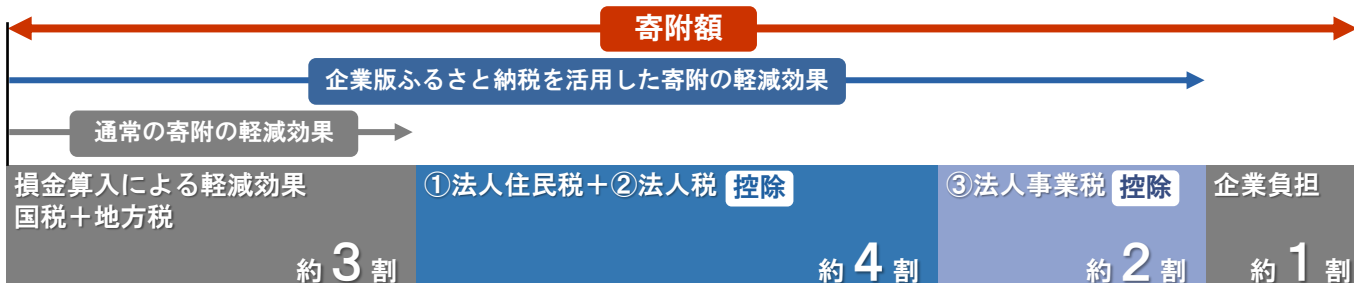 寄附額
企業版ふるさと納税を活用した寄附の軽減効果
通常の寄附の軽減効果
損金算入による軽減効果
国税＋地方税
約3割
①法人住民税＋②法人税 控除
約4割
③法人事業税 控除
約2割
企業負担
約1割